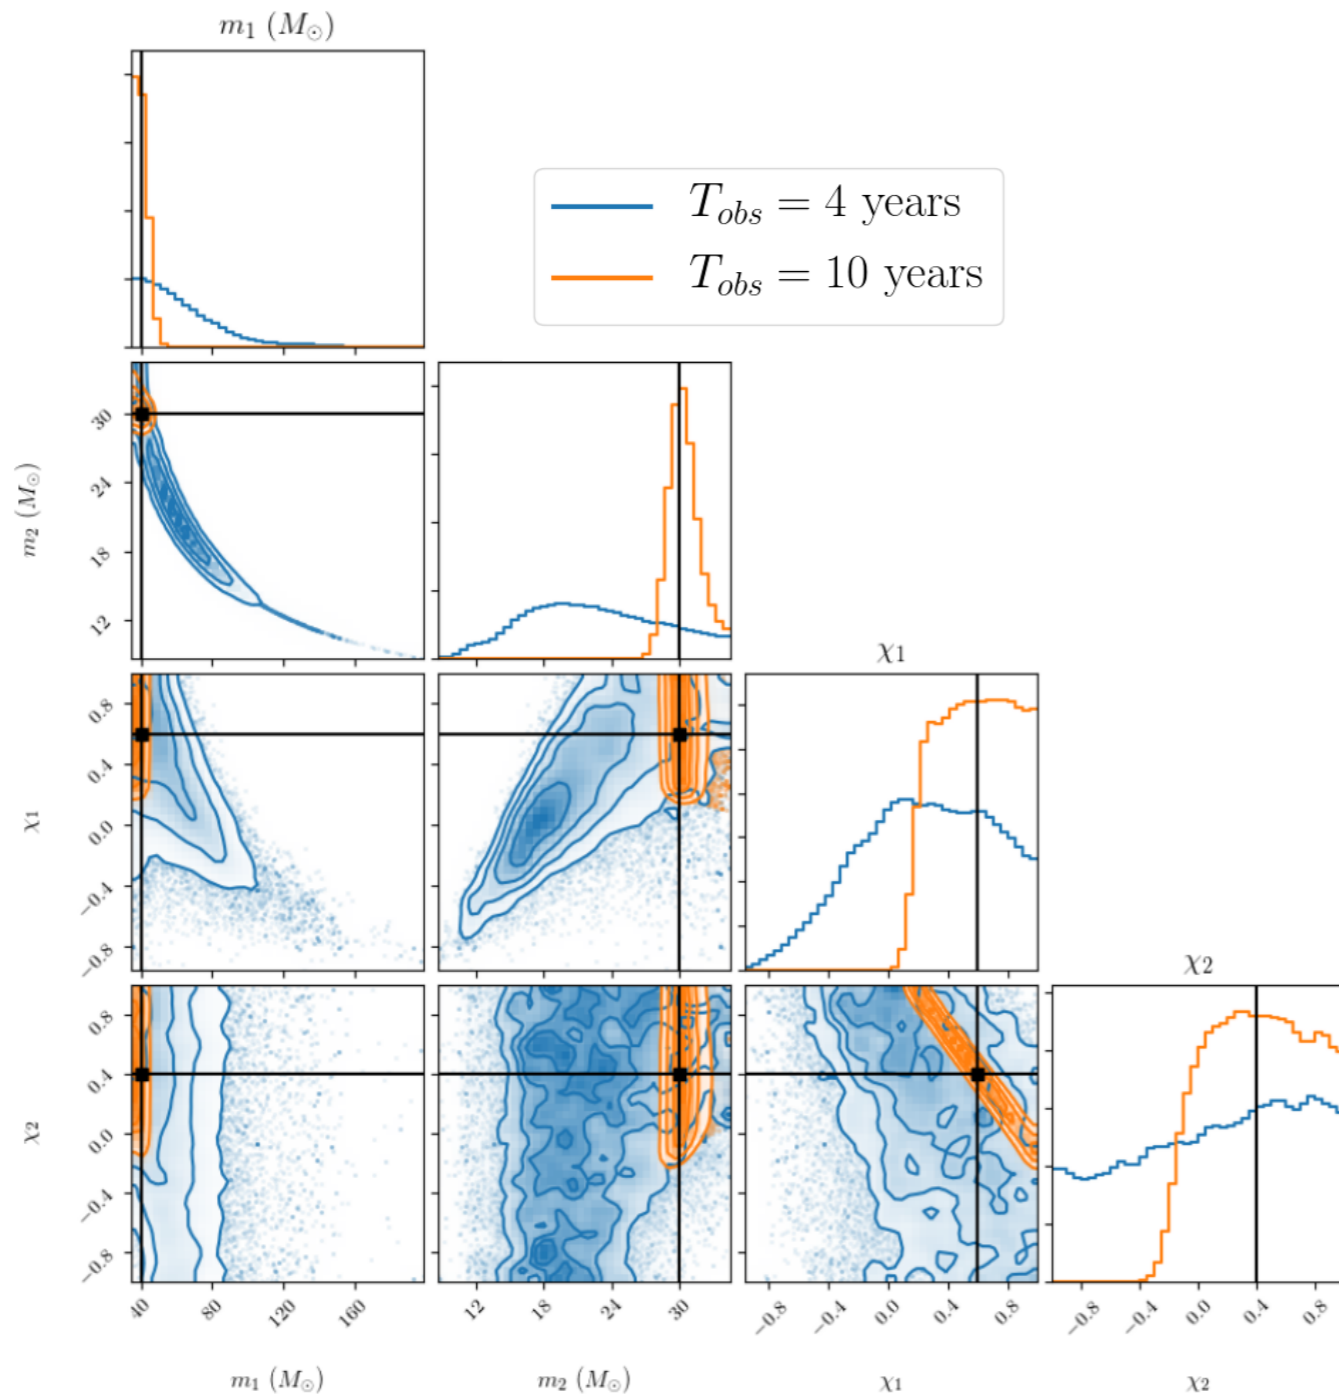 m₁ (M☉)
T_obs = 4 years
T_obs = 10 years
30
24
18
12
m₂ (M☉)
χ₁
0.8
0.4
0.0
−0.4
−0.8
χ₁
χ₂
0.8
0.4
0.0
−0.4
−0.8
χ₂
40 80 120 160 12 18 24 30 −0.8 −0.4 0.0 0.4 0.8 −0.8 −0.4 0.0 0.4 0.8
m₁ (M☉) m₂ (M☉) χ₁ χ₂